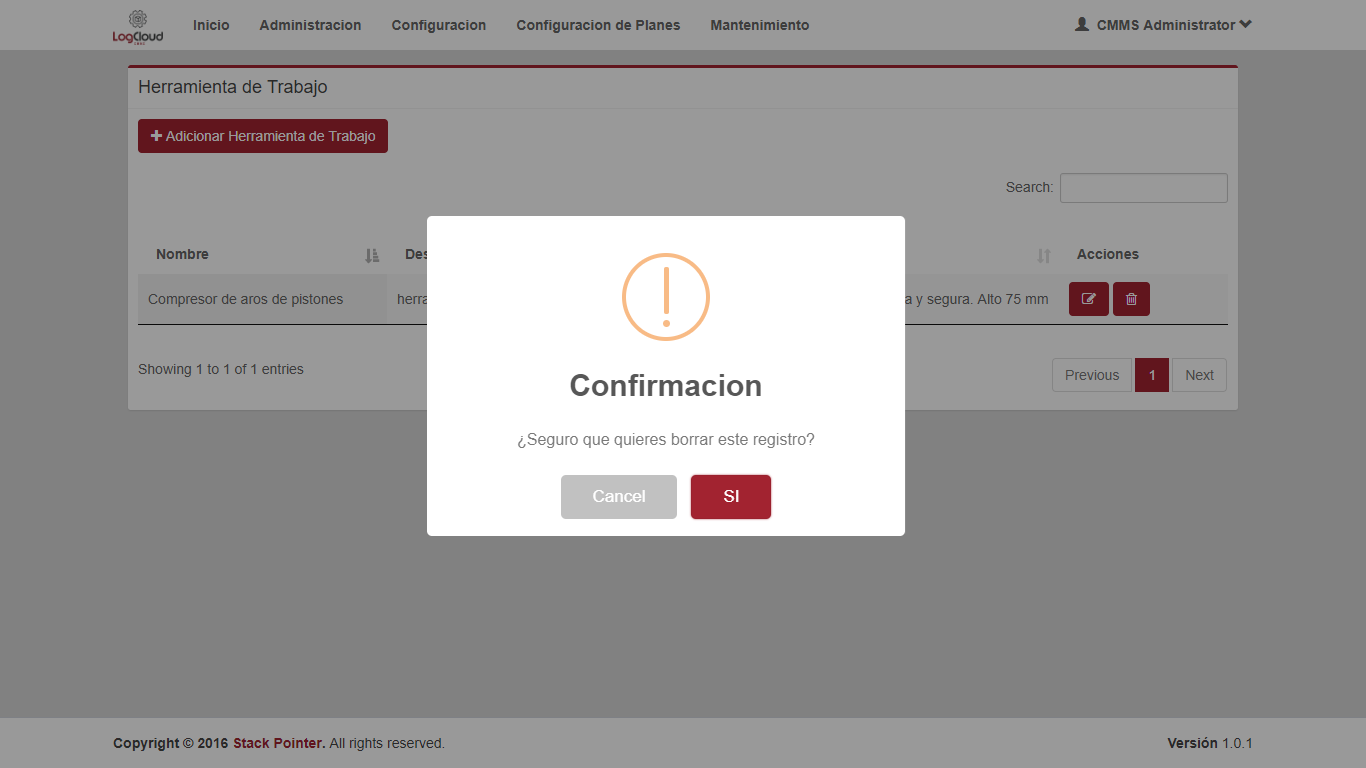 LogCloud
Inicio Administracion Configuracion Configuracion de Planes Mantenimiento CMMS Administrator
Herramienta de Trabajo
Adicionar Herramienta de Trabajo
Search:
Nombre Des Acciones
Compresor de aros de pistones herra a y segura. Alto 75 mm
Showing 1 to 1 of 1 entries Previous 1 Next
Confirmacion
¿Seguro que quieres borrar este registro?
Cancel SI
Copyright © 2016 Stack Pointer. All rights reserved. Versión 1.0.1